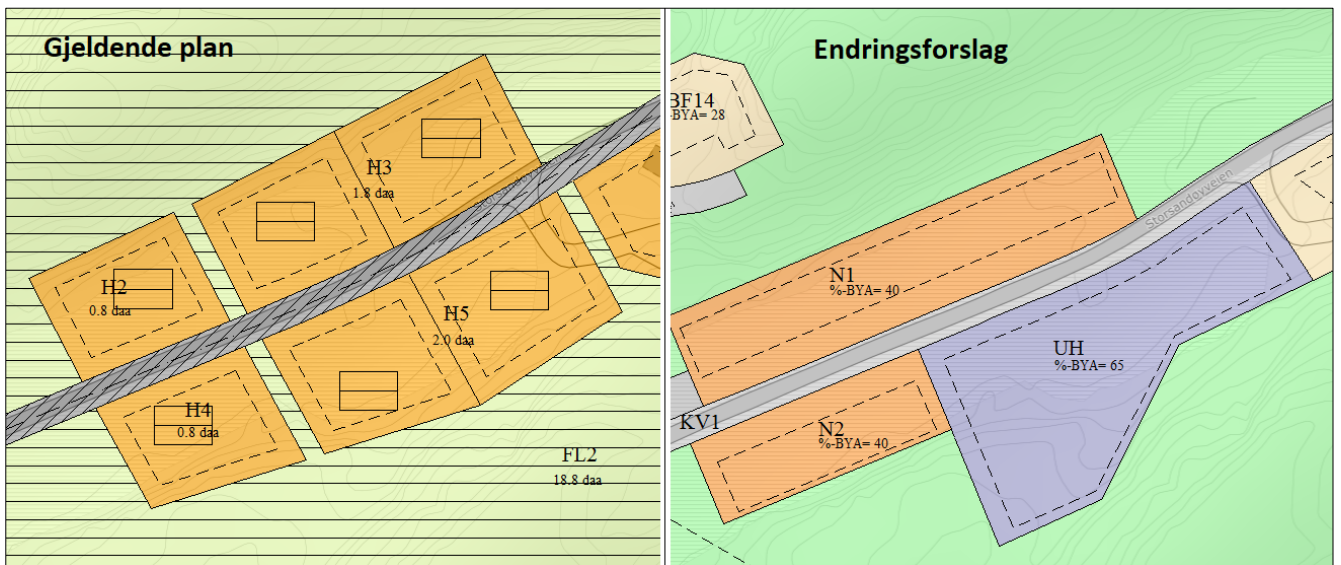 Gjeldende plan
H3
1.8 daa
H2
0.8 daa
H5
2.0 daa
H4
0.8 daa
FL2
18.8 daa
Endringsforslag
BF14
-BYA= 28
Storsandøyveien
N1
%-BYA= 40
UH
%-BYA= 65
KV1
N2
%-BYA= 40